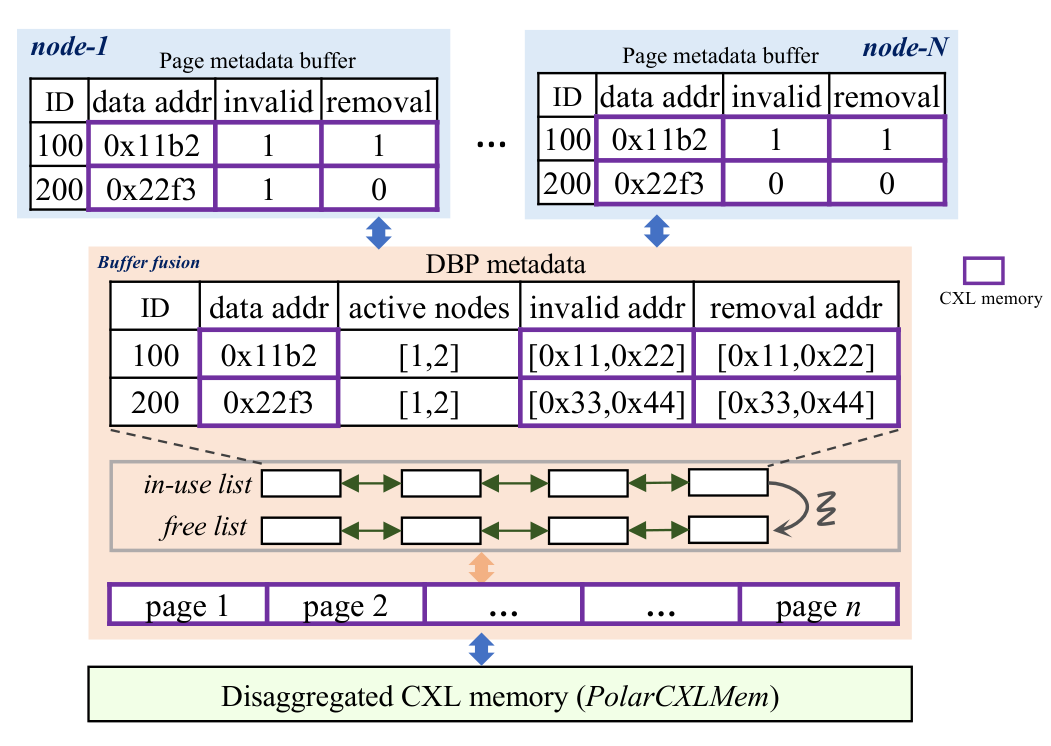 node-1
Page metadata buffer
ID data addr invalid removal
100 0x11b2 1 1
200 0x22f3 1 0
...
node-N
Page metadata buffer
ID data addr invalid removal
100 0x11b2 1 1
200 0x22f3 0 0
Buffer fusion
DBP metadata
ID data addr active nodes invalid addr removal addr
100 0x11b2 [1,2] [0x11,0x22] [0x11,0x22]
200 0x22f3 [1,2] [0x33,0x44] [0x33,0x44]
CXL memory
in-use list
free list
page 1 page 2 ... ... page n
Disaggregated CXL memory (PolarCXLMem)